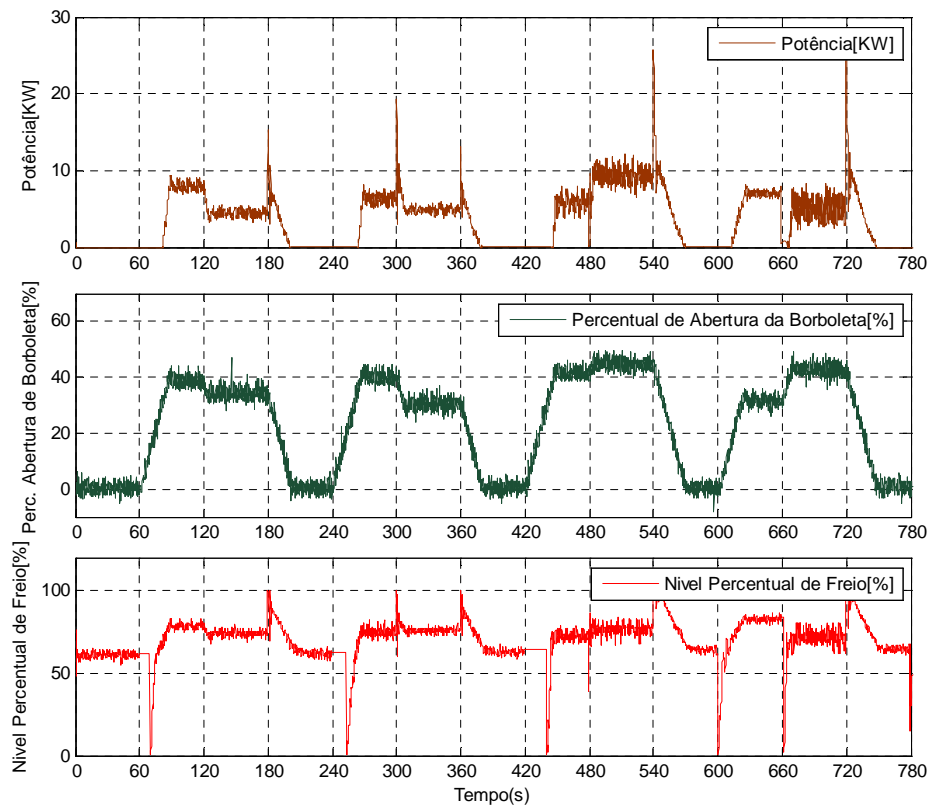 30
20
10
0
Potência[KW]
Potência[KW]
0 60 120 180 240 300 360 420 480 540 600 660 720 780
60
40
20
0
Perc. Abertura de Borboleta[%]
Percentual de Abertura da Borboleta[%]
0 60 120 180 240 300 360 420 480 540 600 660 720 780
100
50
0
Nivel Percentual de Freio[%]
Nivel Percentual de Freio[%]
0 60 120 180 240 300 360 420 480 540 600 660 720 780
Tempo(s)